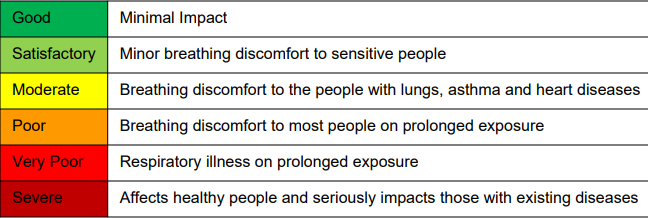 Good Minimal Impact
Satisfactory Minor breathing discomfort to sensitive people
Moderate Breathing discomfort to the people with lungs, asthma and heart diseases
Poor Breathing discomfort to most people on prolonged exposure
Very Poor Respiratory illness on prolonged exposure
Severe Affects healthy people and seriously impacts those with existing diseases